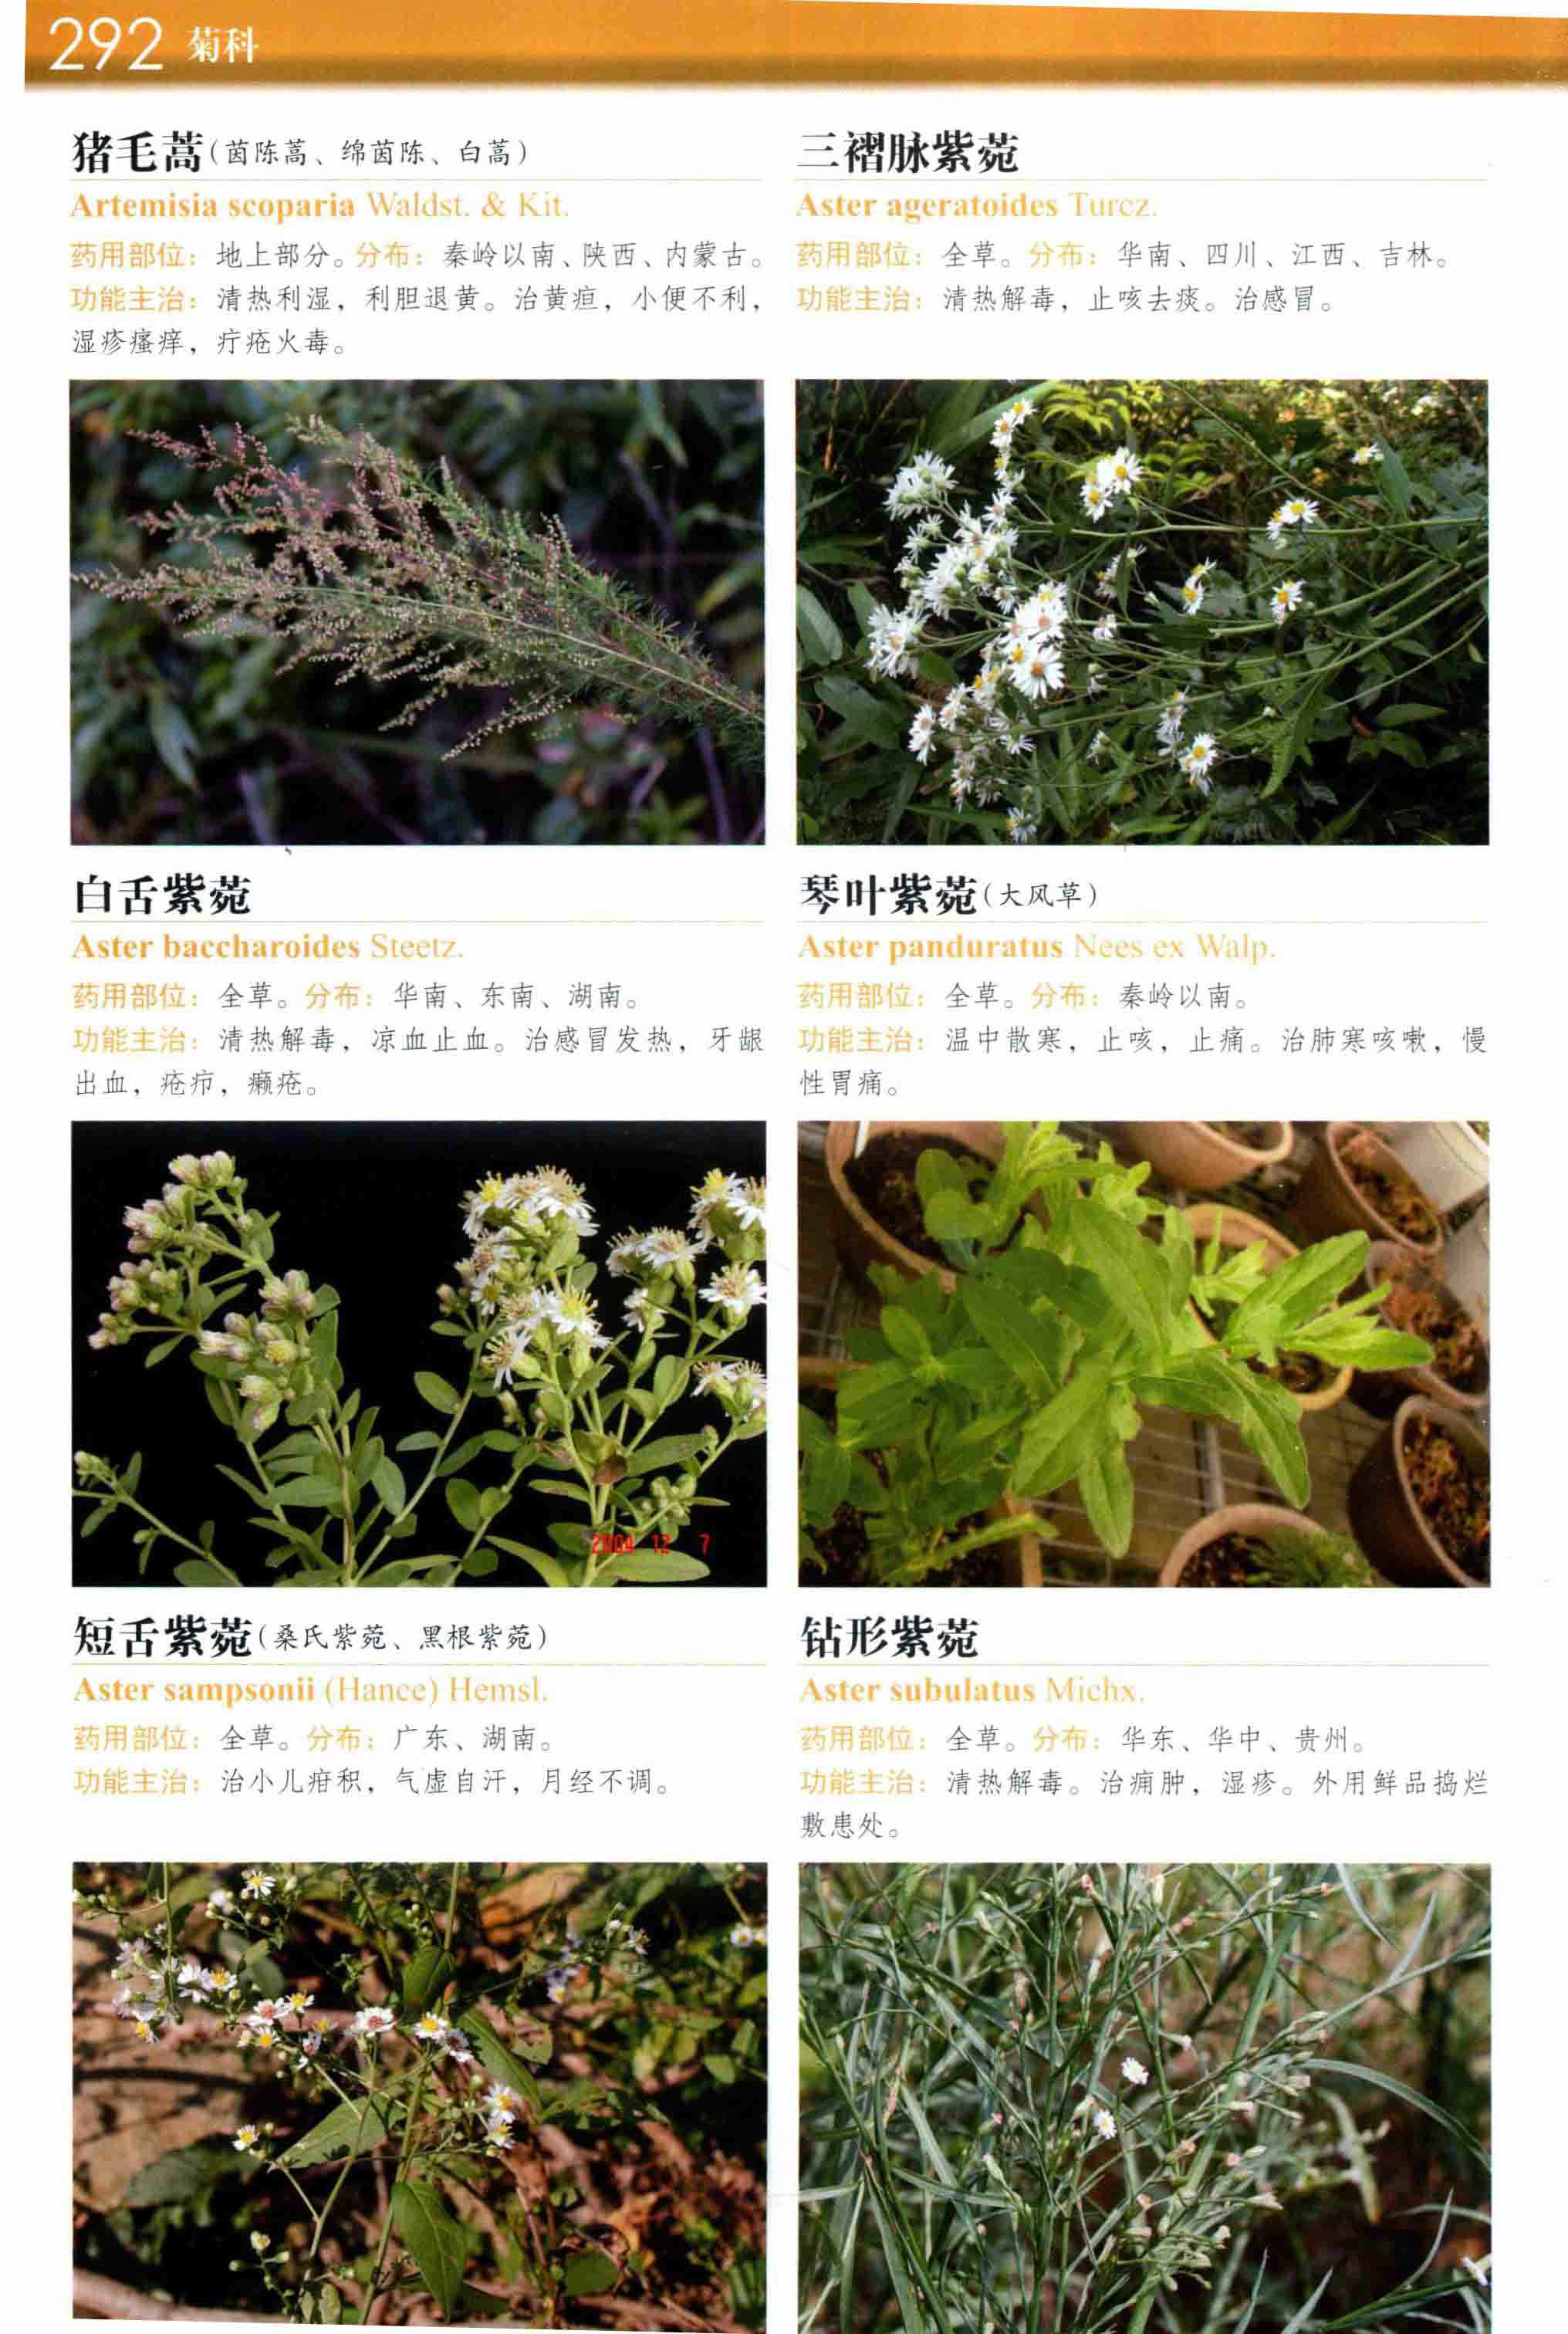 292 菊科
猪毛蒿(茵陈蒿、绵茵陈、白蒿)
Artemisia scoparia Waldst. & Kit.
药用部位：地上部分。分布：秦岭以南、陕西、内蒙古。
功能主治：清热利湿，利胆退黄。治黄疸，小便不利，
湿疹瘙痒，疔疮火毒。
三褶脉紫菀
Aster ageratoides Turcz.
药用部位：全草。分布：华南、四川、江西、吉林。
功能主治：清热解毒，止咳去痰。治感冒。
白舌紫菀
Aster baccharoides Steetz.
药用部位：全草。分布：华南、东南、湖南。
功能主治：清热解毒，凉血止血。治感冒发热，牙龈
出血，疮疖，癞疮。
琴叶紫菀(大风草)
Aster panduratus Nees ex Walp.
药用部位：全草。分布：秦岭以南。
功能主治：温中散寒，止咳，止痛。治肺寒咳嗽，慢
性胃痛。
2004 12 7
短舌紫菀(桑氏紫菀、黑根紫菀)
Aster sampsonii (Hance) Hemsl.
药用部位：全草。分布：广东、湖南。
功能主治：治小儿疳积，气虚自汗，月经不调。
钻形紫菀
Aster subulatus Michx.
药用部位：全草。分布：华东、华中、贵州。
功能主治：清热解毒。治痈肿，湿疹。外用鲜品捣烂
敷患处。